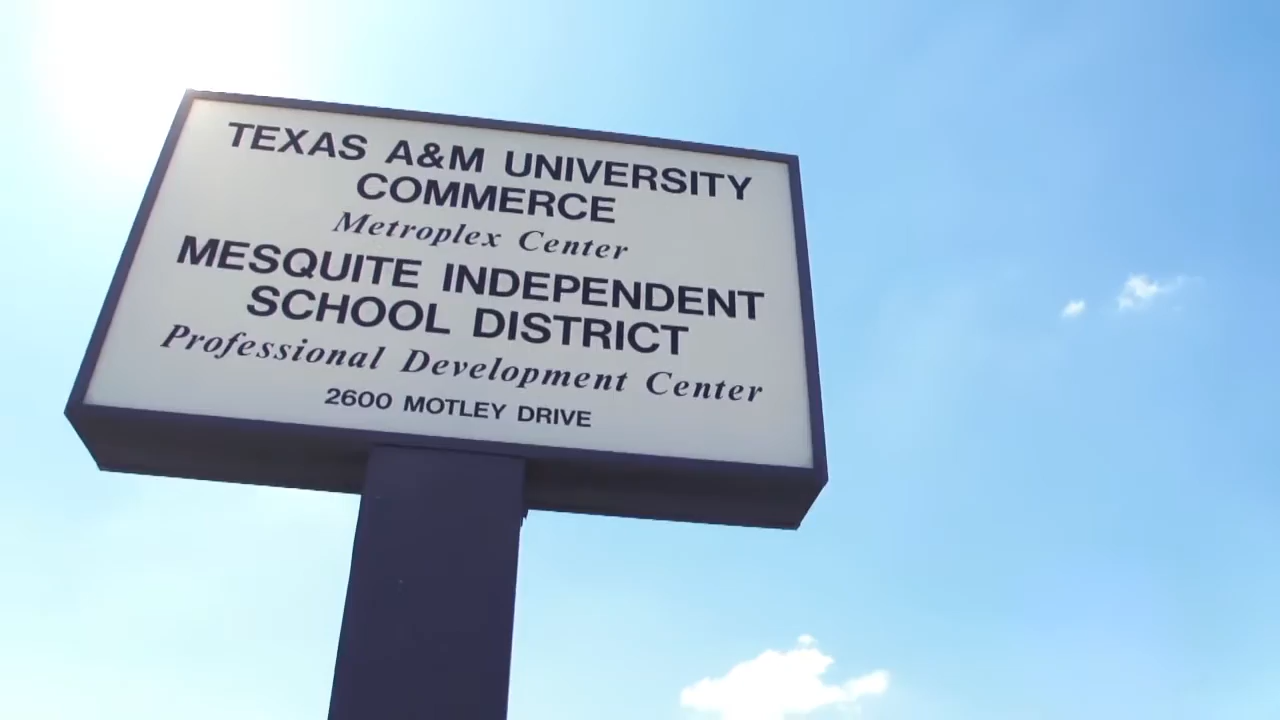 TEXAS A&M UNIVERSITY
COMMERCE
Metroplex Center
MESQUITE INDEPENDENT
SCHOOL DISTRICT
Professional Development Center
2600 MOTLEY DRIVE